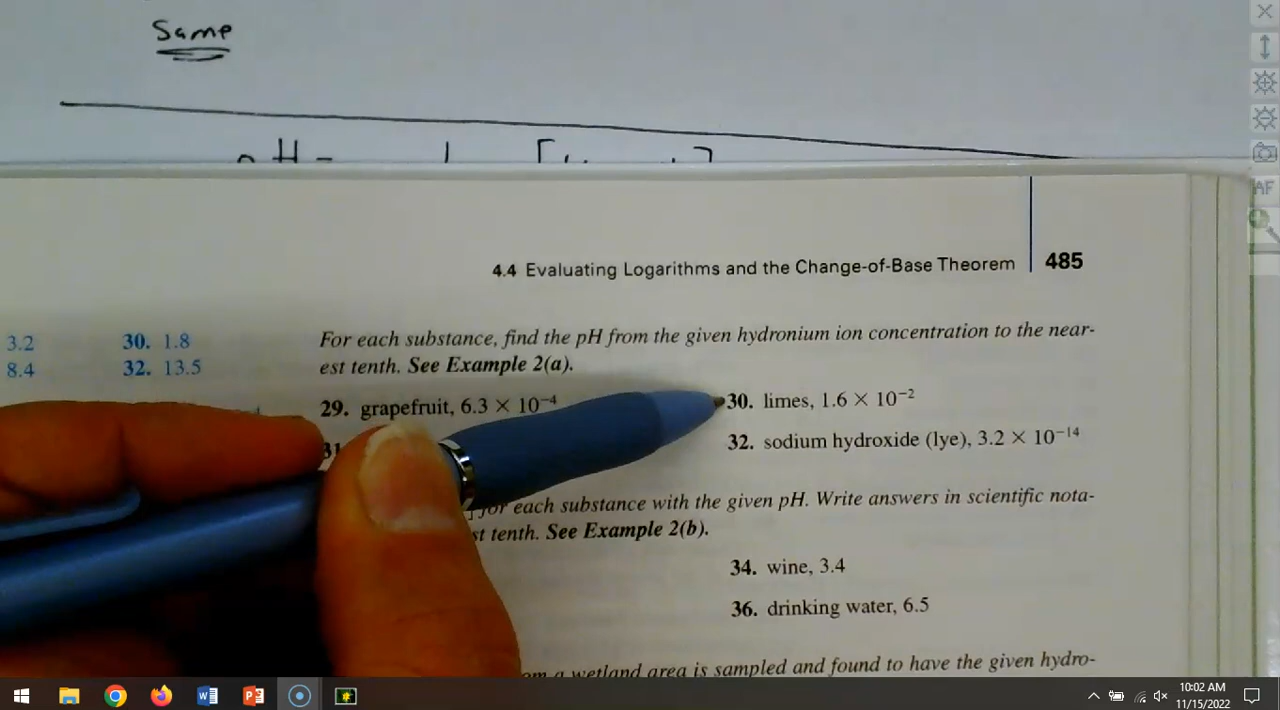 Same
4.4 Evaluating Logarithms and the Change-of-Base Theorem 485
3.2 30. 1.8
8.4 32. 13.5
For each substance, find the pH from the given hydronium ion concentration to the near-
est tenth. See Example 2(a).
29. grapefruit, 6.3 × 10⁻⁴ 30. limes, 1.6 × 10⁻²
31 32. sodium hydroxide (lye), 3.2 × 10⁻¹⁴
] for each substance with the given pH. Write answers in scientific nota-
st tenth. See Example 2(b).
34. wine, 3.4
36. drinking water, 6.5
om a wetland area is sampled and found to have the given hydro-
AF
10:02 AM
11/15/2022